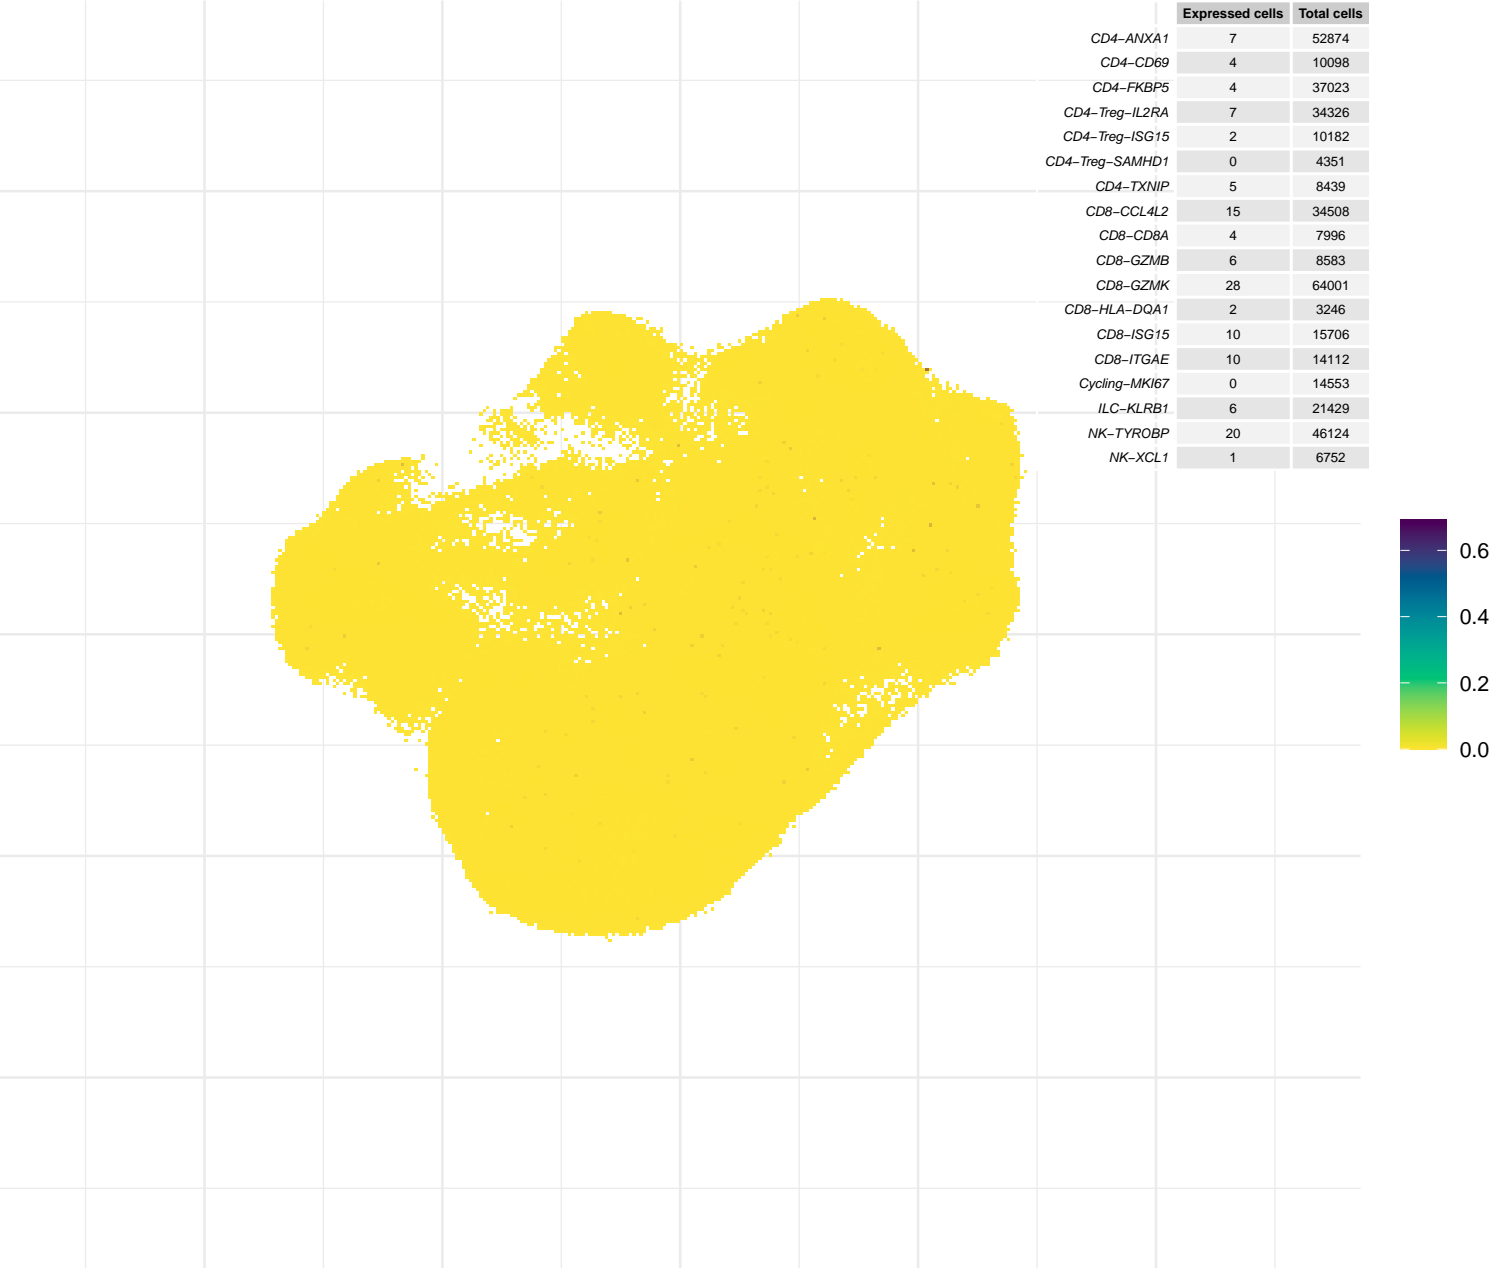 Expressed cells Total cells
CD4−ANXA1 7 52874
CD4−CD69 4 10098
CD4−FKBP5 4 37023
CD4−Treg−IL2RA 7 34326
CD4−Treg−ISG15 2 10182
CD4−Treg−SAMHD1 0 4351
CD4−TXNIP 5 8439
CD8−CCL4L2 15 34508
CD8−CD8A 4 7996
CD8−GZMB 6 8583
CD8−GZMK 28 64001
CD8−HLA−DQA1 2 3246
CD8−ISG15 10 15706
CD8−ITGAE 10 14112
Cycling−MKI67 0 14553
ILC−KLRB1 6 21429
NK−TYROBP 20 46124
NK−XCL1 1 6752
0.6
0.4
0.2
0.0